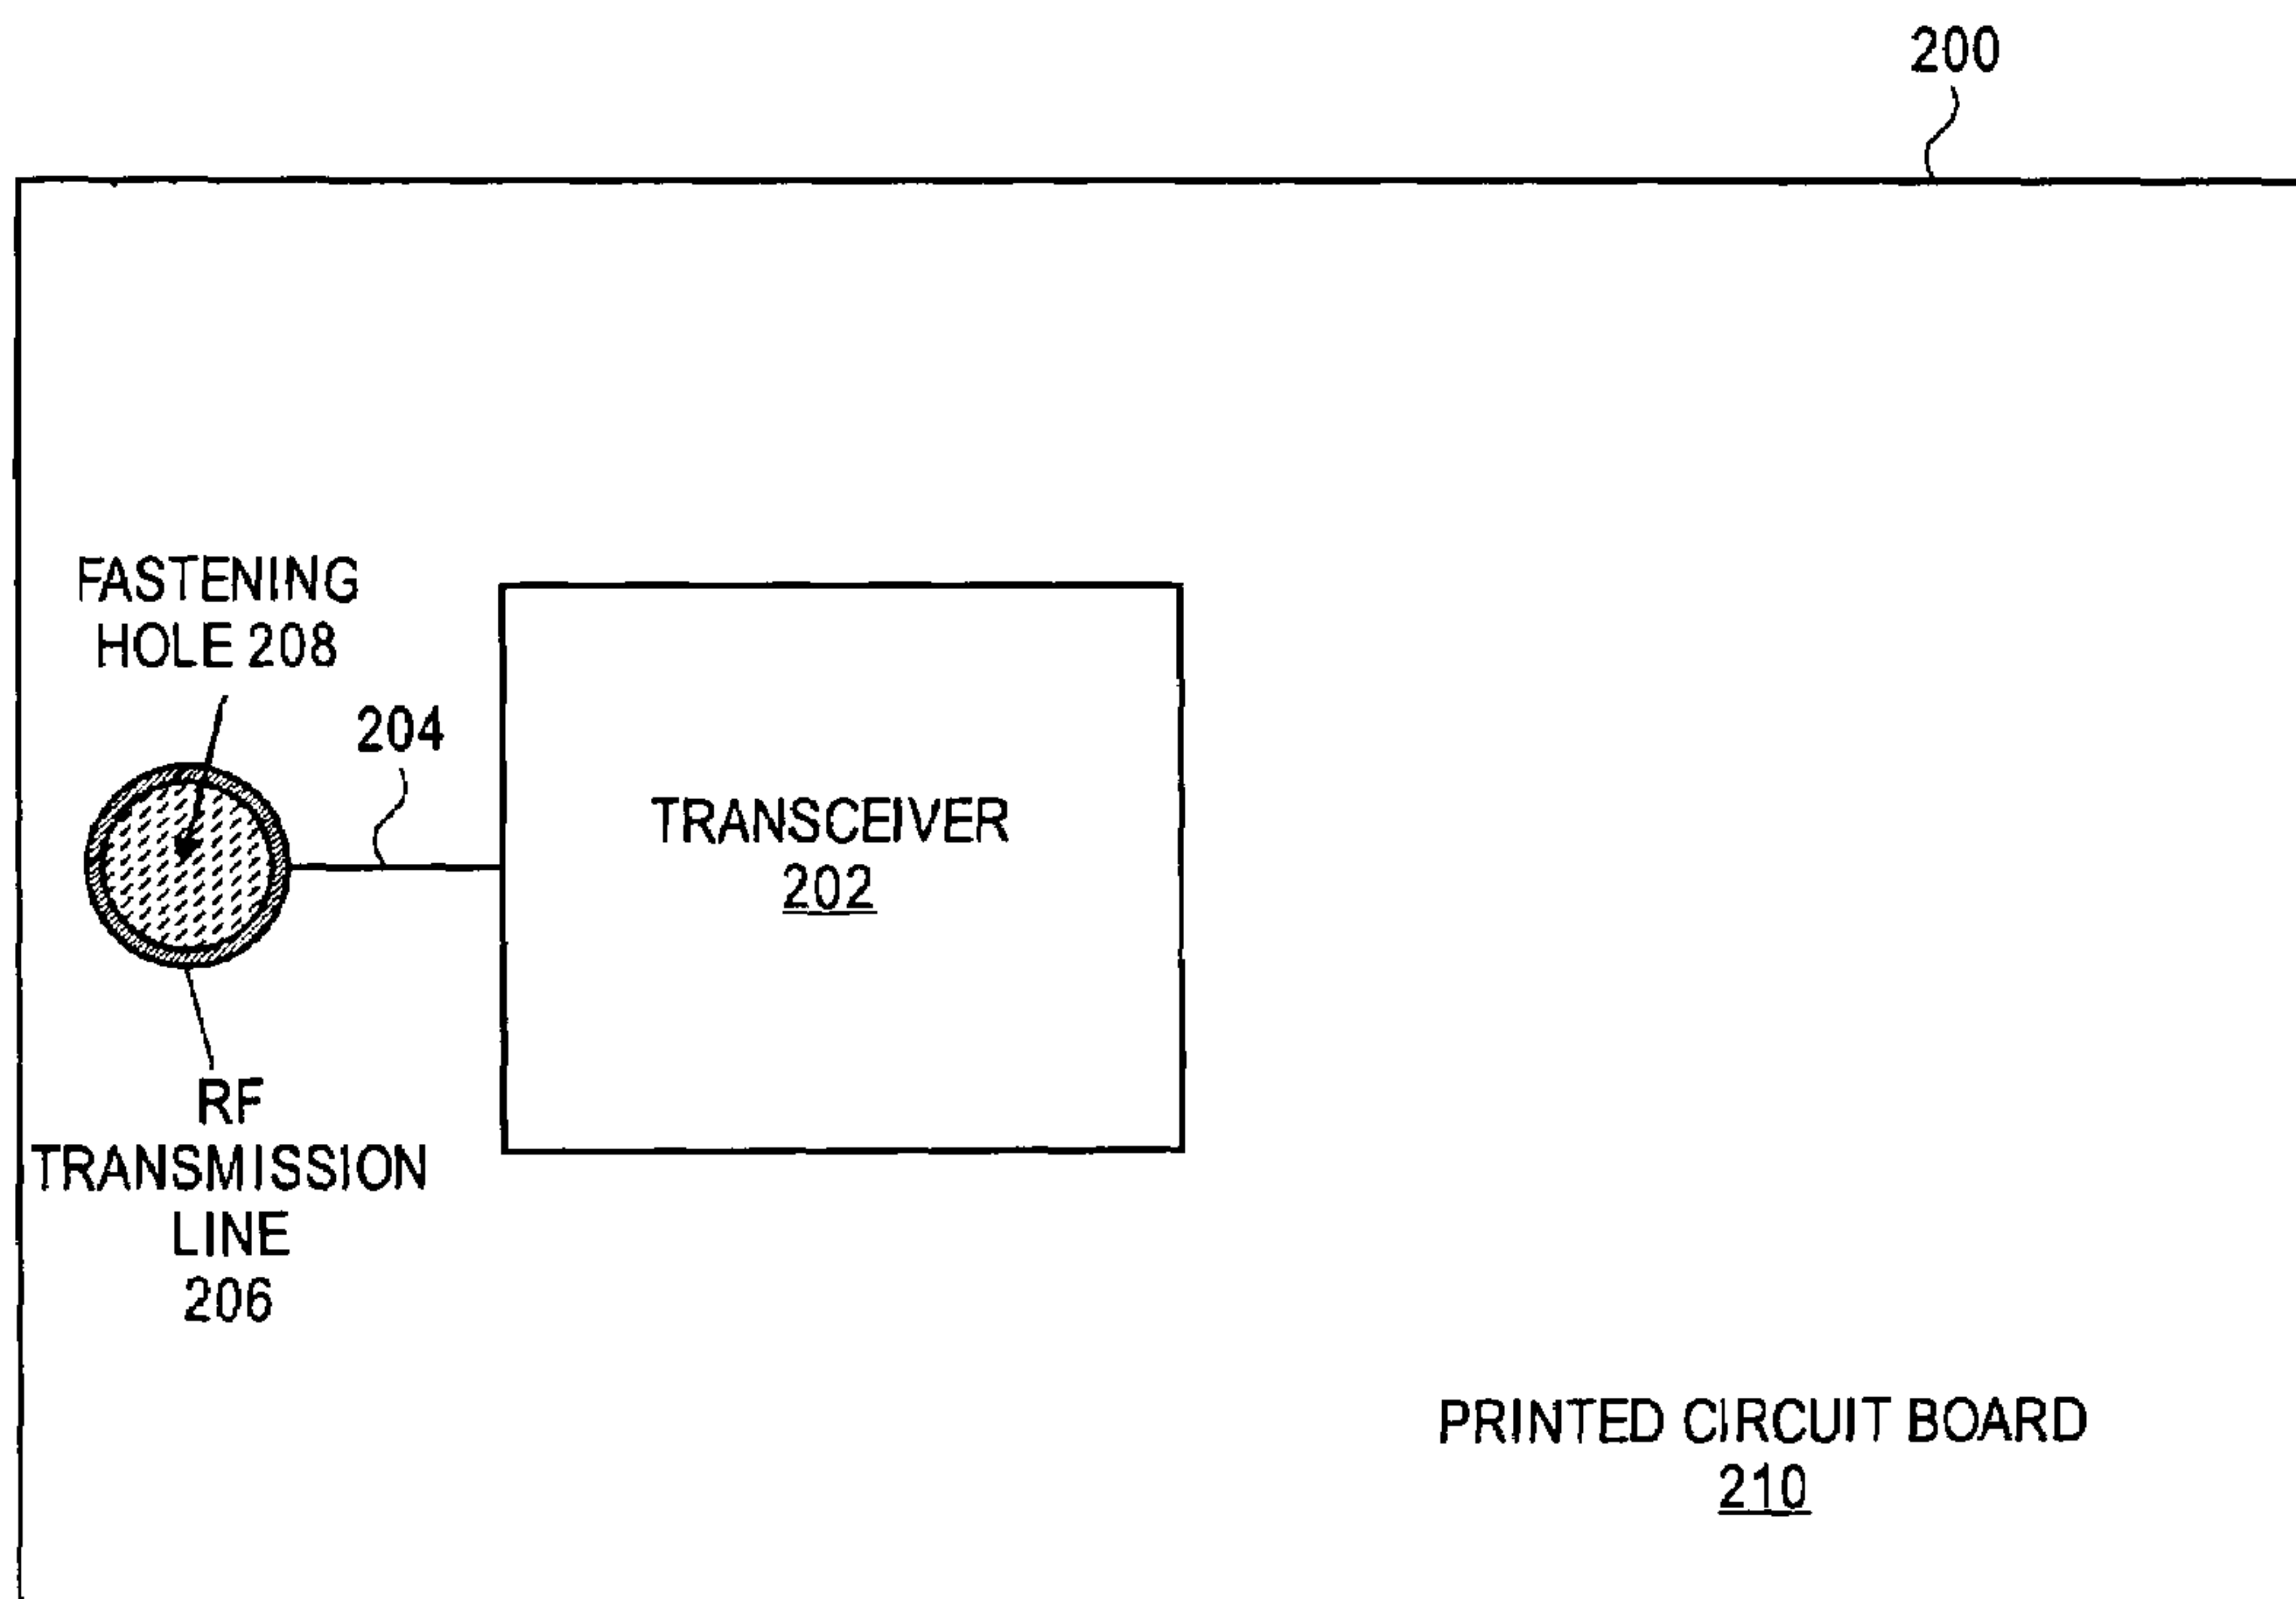 200
FASTENING
HOLE 208
204
TRANSCEIVER
202
RF
TRANSMISSION
LINE
206
PRINTED CIRCUIT BOARD
210